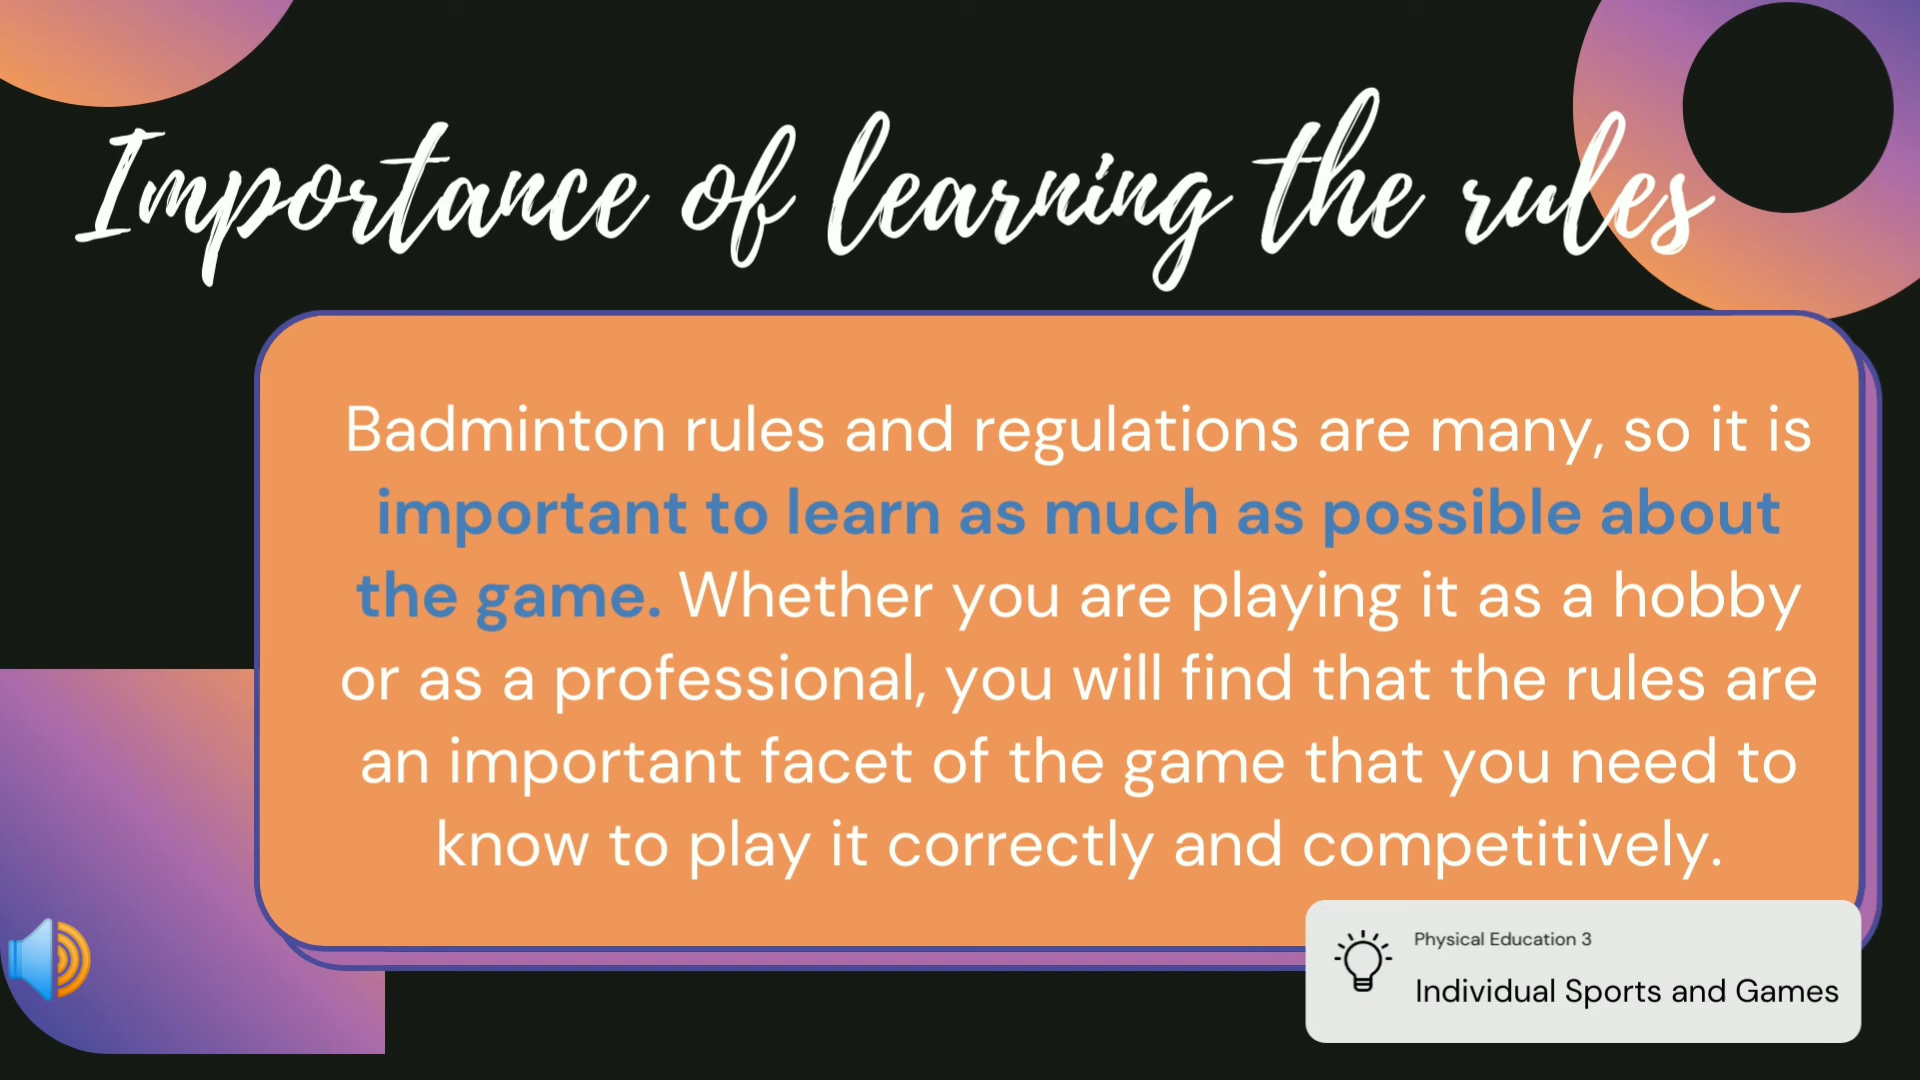 Importance of learning the rules
Badminton rules and regulations are many, so it is
important to learn as much as possible about
the game. Whether you are playing it as a hobby
or as a professional, you will find that the rules are
an important facet of the game that you need to
know to play it correctly and competitively.
Physical Education 3
Individual Sports and Games